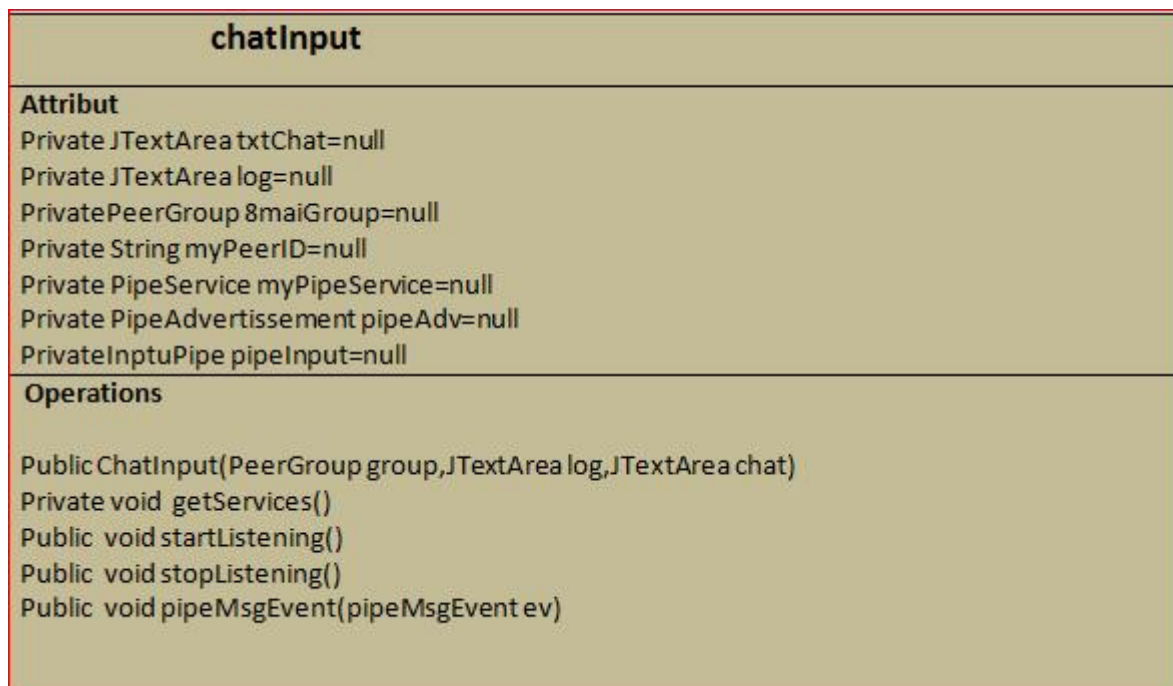 chatInput
Attribut
Private JTextArea txtChat=null
Private JTextArea log=null
PrivatePeerGroup 8maiGroup=null
Private String myPeerID=null
Private PipeService myPipeService=null
Private PipeAdvertissement pipeAdv=null
PrivateInptuPipe pipeInput=null
Operations
Public ChatInput(PeerGroup group,JTextArea log,JTextArea chat)
Private void getServices()
Public void startListening()
Public void stopListening()
Public void pipeMsgEvent(pipeMsgEvent ev)